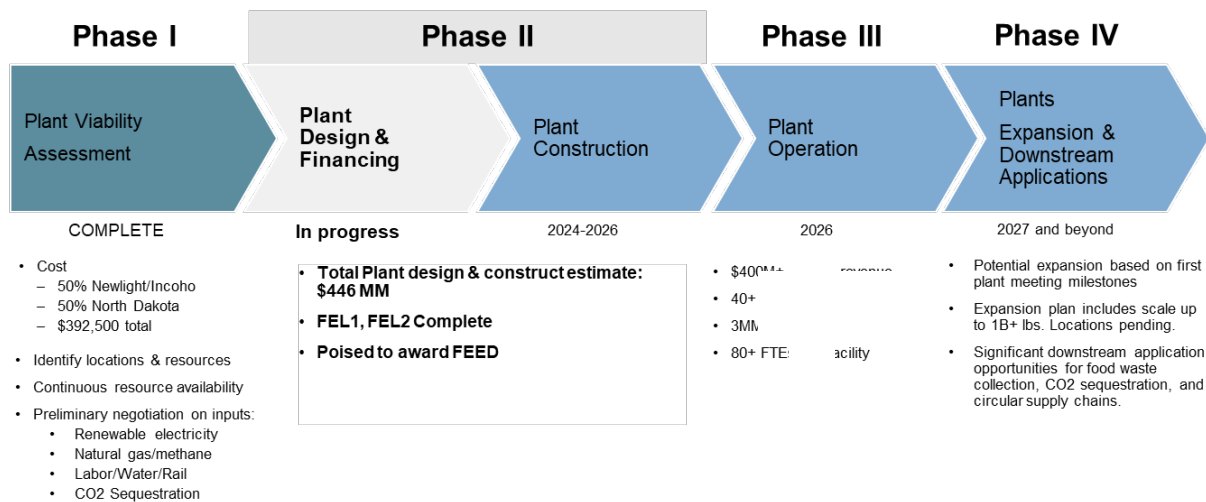 Phase I
Phase II
Phase III
Phase IV
Plant Viability
Assessment
Plant
Design &
Financing
Plant
Construction
Plant
Operation
Plants
Expansion &
Downstream
Applications
COMPLETE
In progress
2024-2026
2026
2027 and beyond
• Cost
– 50% Newlight/Incoho
– 50% North Dakota
– $392,500 total
• Identify locations & resources
• Continuous resource availability
• Preliminary negotiation on inputs:
• Renewable electricity
• Natural gas/methane
• Labor/Water/Rail
• CO2 Sequestration
• Total Plant design & construct estimate:
$446 MM
• FEL1, FEL2 Complete
• Poised to award FEED
• $400M+ revenue
• 40+
• 3MM
• 80+ FTEs
• Potential expansion based on first
plant meeting milestones
• Expansion plan includes scale up
to 1B+ lbs. Locations pending.
• Significant downstream application
opportunities for food waste
collection, CO2 sequestration, and
circular supply chains.